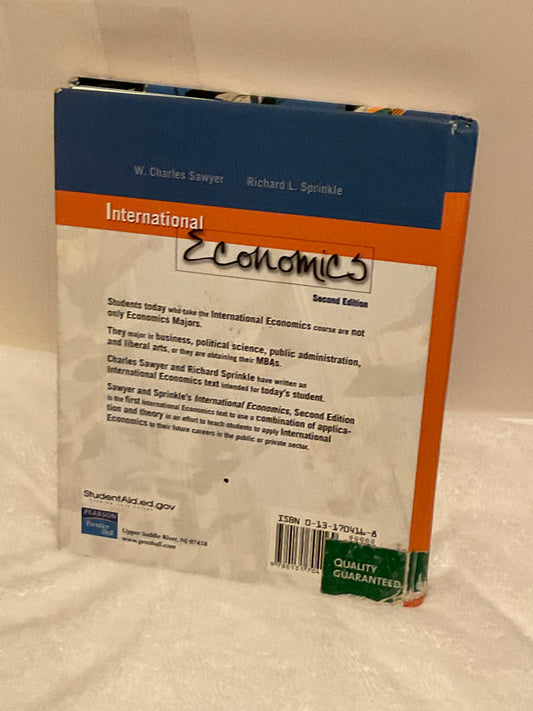 W. Charles Sawyer Richard L. Sprinkle
International
Economics
Second Edition
Students today who take the International Economics course are not
only Economics Majors.
They major in business, political science, public administration,
and liberal arts, or they are obtaining their MBAs.
Charles Sawyer and Richard Sprinkle have written an
International Economics text intended for today's student.
Sawyer and Sprinkle's International Economics, Second Edition
is the first International Economics text to use a combination of applica-
tion and theory in an effort to teach students to apply International
Economics to their future careers in the public or private sector.
StudentAid.ed.gov
FUNDING YOUR FUTURE
PEARSON
Prentice
Hall
Upper Saddle River, NJ 07458
www.prenhall.com
ISBN 0-13-170416-8
90000
9 780131 704
QUALITY
GUARANTEED